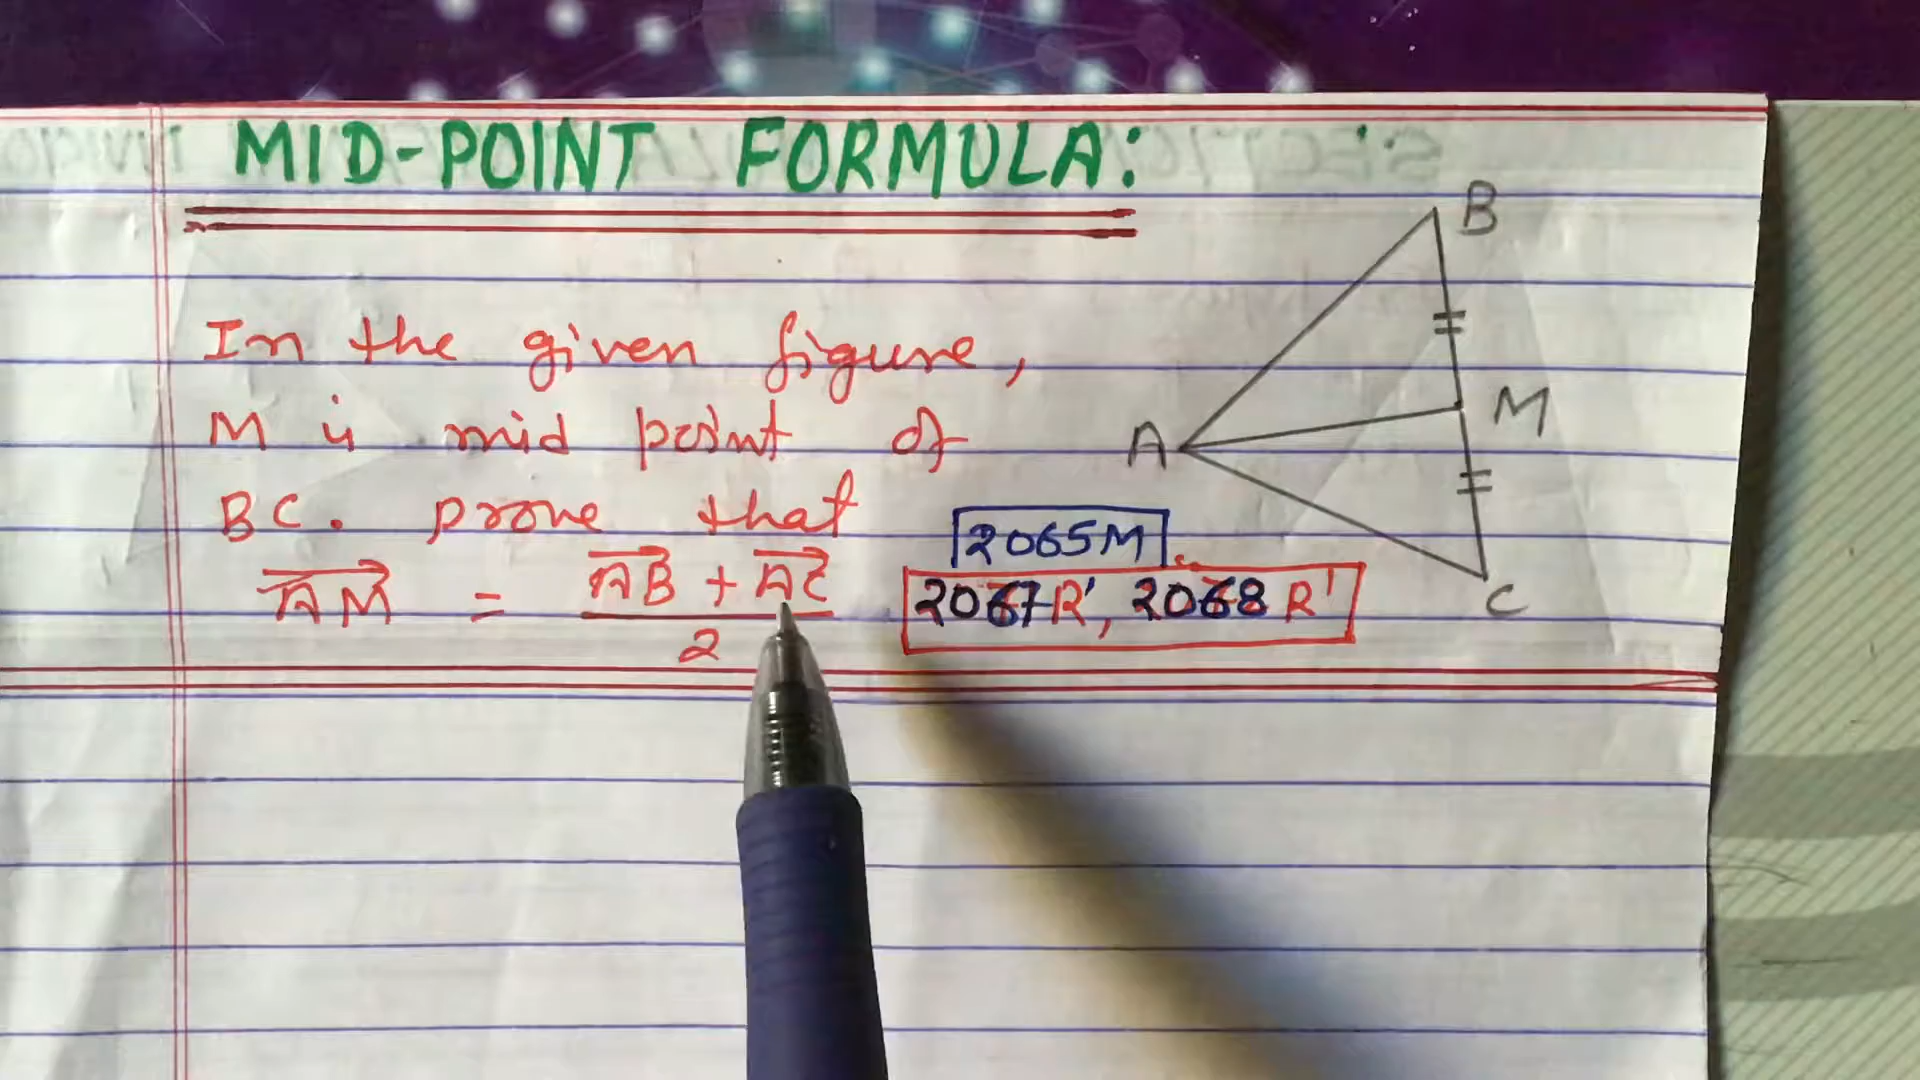 MID-POINT FORMULA:
In the given figure,
M is mid point of
BC. prove that
AM = AB + AC / 2
2065M
2067R', 2068 R'
B
M
A
C